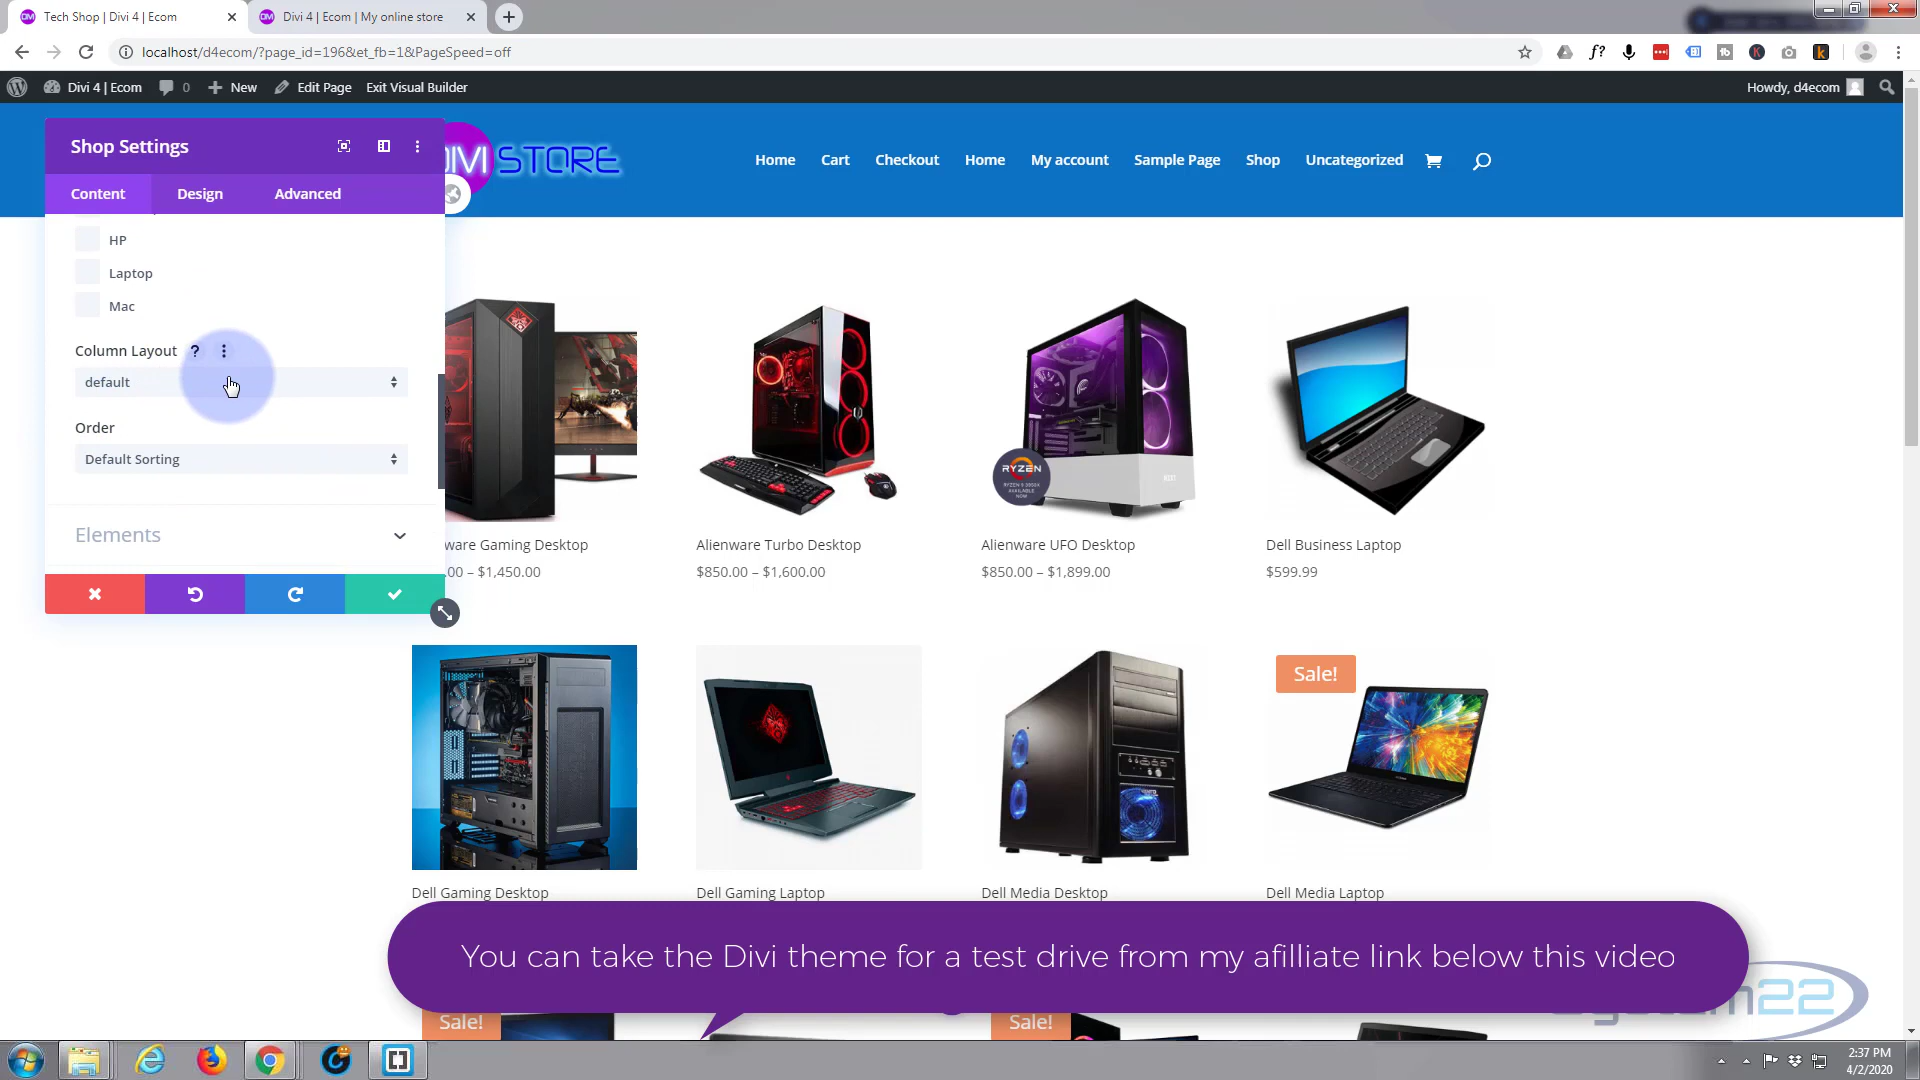 Tech Shop | Divi 4 | Ecom
Divi 4 | Ecom | My online store
localhost/d4ecom/?page_id=196&et_fb=1&PageSpeed=off
Divi 4 | Ecom
0
New
Edit Page
Exit Visual Builder
Howdy, d4ecom
Shop Settings
DIVI STORE
Home
Cart
Checkout
Home
My account
Sample Page
Shop
Uncategorized
Content
Design
Advanced
HP
Laptop
Mac
Column Layout
default
Order
Default Sorting
Elements
RYZEN
ware Gaming Desktop
Alienware Turbo Desktop
Alienware UFO Desktop
Dell Business Laptop
.00 – $1,450.00
$850.00 – $1,600.00
$850.00 – $1,899.00
$599.99
Sale!
Dell Gaming Desktop
Dell Gaming Laptop
Dell Media Desktop
Dell Media Laptop
You can take the Divi theme for a test drive from my afilliate link below this video
Sale!
Sale!
2:37 PM
4/2/2020